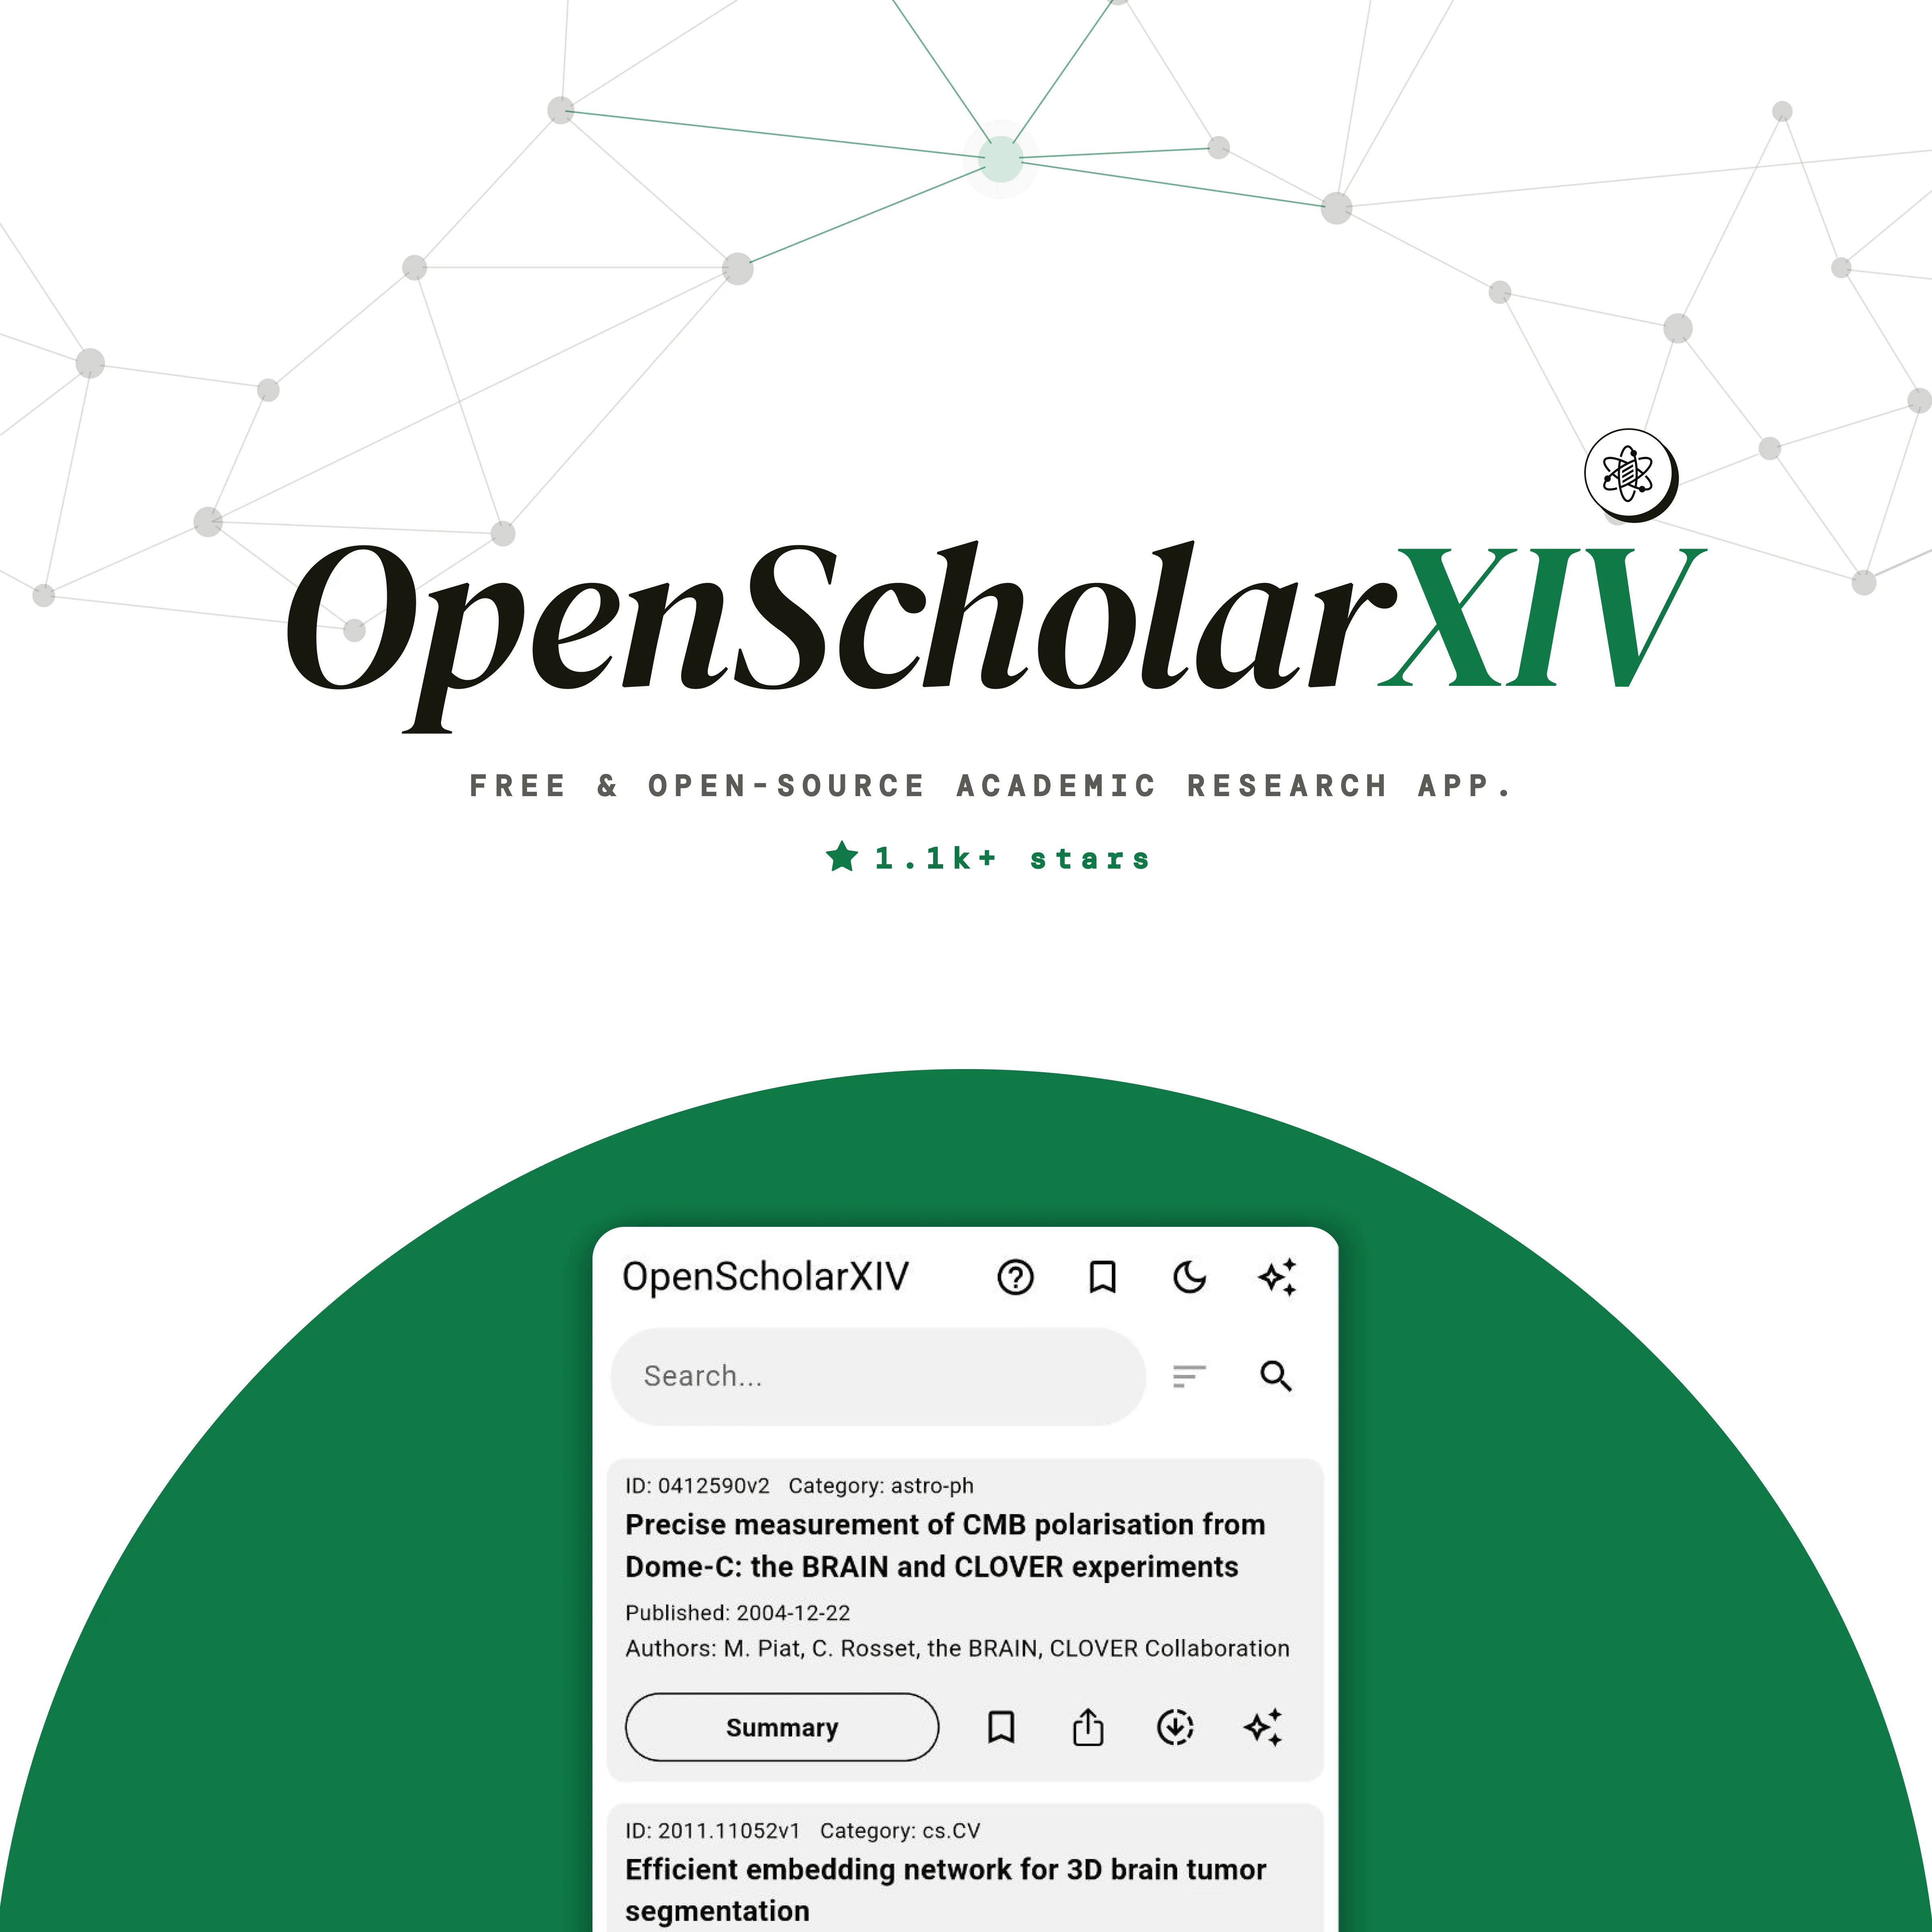 OpenScholarXIV
FREE & OPEN-SOURCE ACADEMIC RESEARCH APP.
1.1k+ stars
OpenScholarXIV
Search...
ID: 0412590v2 Category: astro-ph
Precise measurement of CMB polarisation from
Dome-C: the BRAIN and CLOVER experiments
Published: 2004-12-22
Authors: M. Piat, C. Rosset, the BRAIN, CLOVER Collaboration
Summary
ID: 2011.11052v1 Category: cs.CV
Efficient embedding network for 3D brain tumor
segmentation